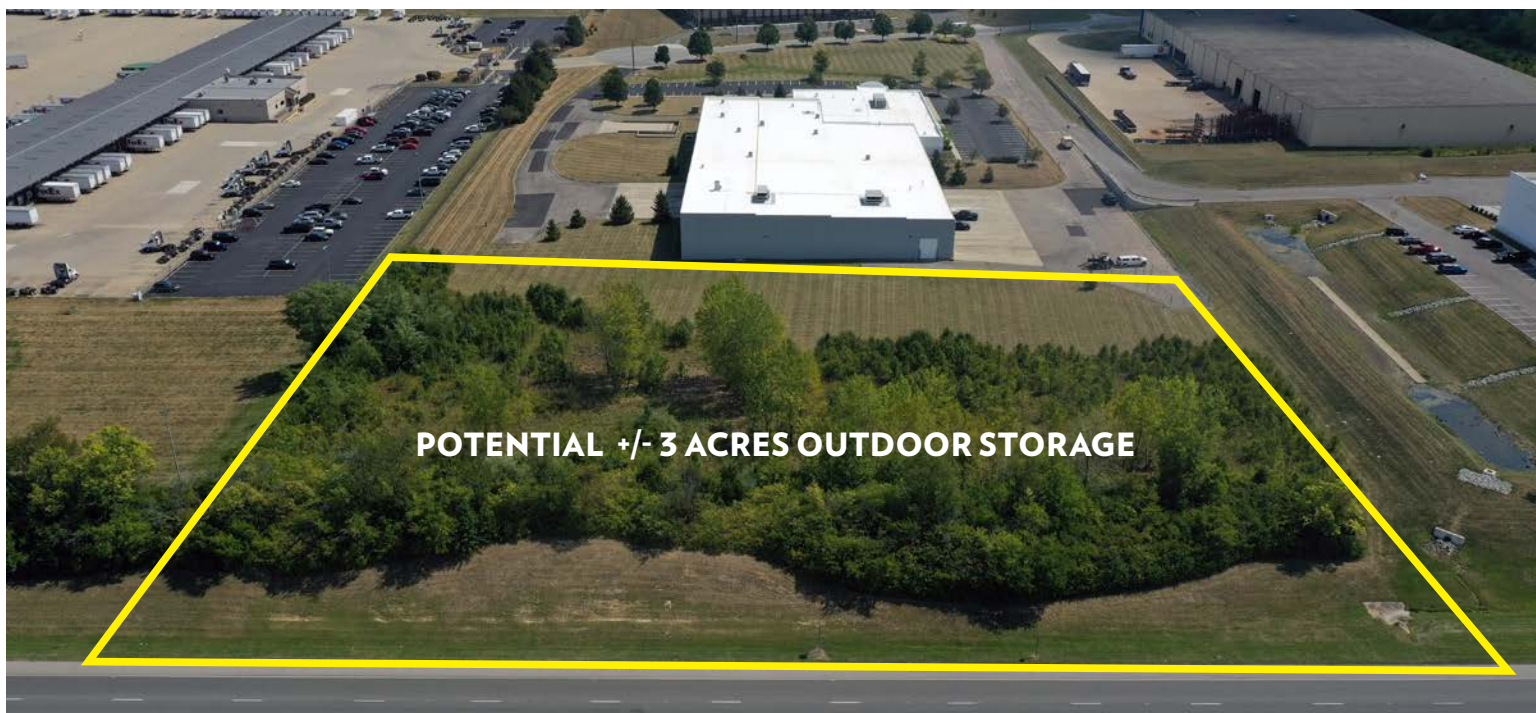 POTENTIAL +/- 3 ACRES OUTDOOR STORAGE